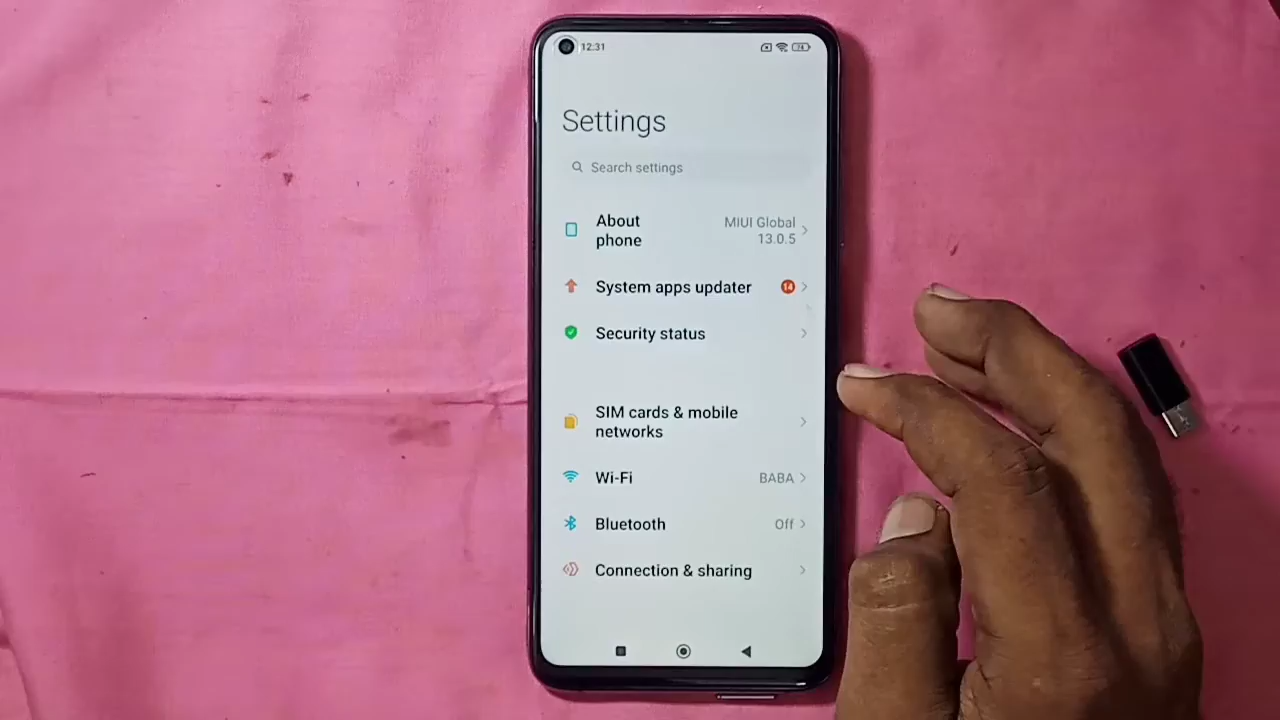 12:31
24
Settings
Search settings
About
phone
MIUI Global
13.0.5
System apps updater
14
Security status
SIM cards & mobile
networks
Wi-Fi
BABA
Bluetooth
Off
Connection & sharing